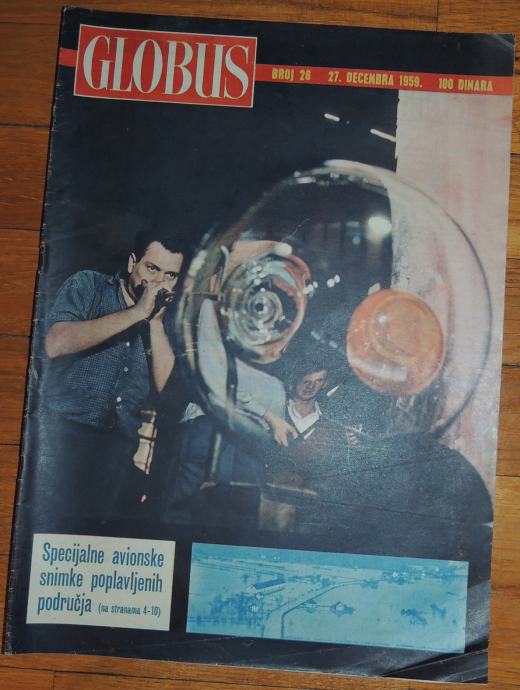 GLOBUS
BROJ 26 27. DECEMBRA 1959. 100 DINARA
Specijalne avionske
snimke poplavljenih
područja (na stranama 4-10)